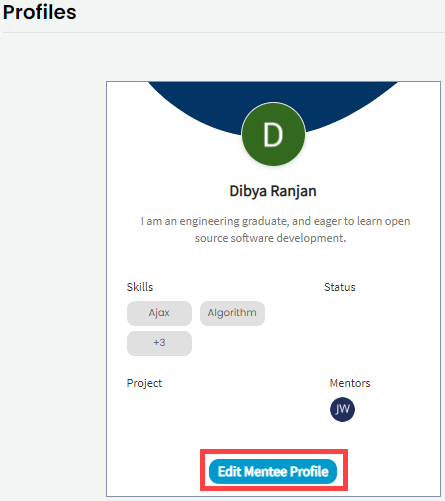 Profiles
D
Dibya Ranjan
I am an engineering graduate, and eager to learn open
source software development.
Skills
Status
Ajax
Algorithm
+3
Project
Mentors
JW
Edit Mentee Profile